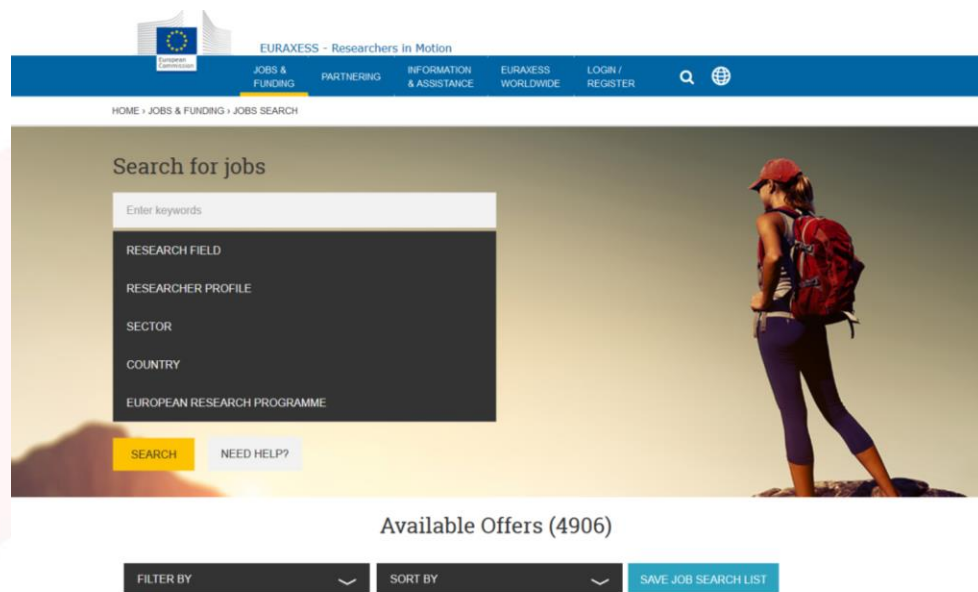 European
Commission
EURAXESS - Researchers in Motion
JOBS &
FUNDING
PARTNERING
INFORMATION
& ASSISTANCE
EURAXESS
WORLDWIDE
LOGIN /
REGISTER
HOME › JOBS & FUNDING › JOBS SEARCH
Search for jobs
Enter keywords
RESEARCH FIELD
RESEARCHER PROFILE
SECTOR
COUNTRY
EUROPEAN RESEARCH PROGRAMME
SEARCH
NEED HELP?
Available Offers (4906)
FILTER BY
SORT BY
SAVE JOB SEARCH LIST